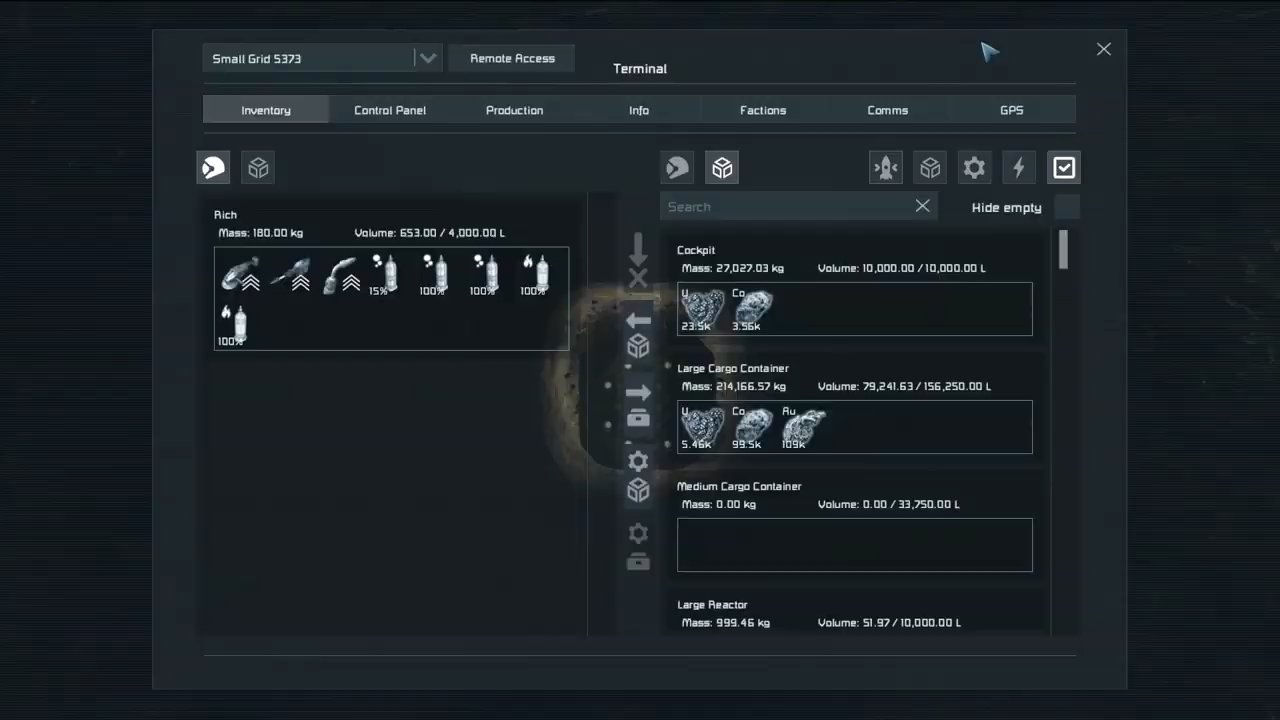 Small Grid 5373
Remote Access
Terminal
Inventory
Control Panel
Production
Info
Factions
Comms
GPS
Rich
Mass: 180.00 kg Volume: 653.00 / 4,000.00 L
15% 100% 100% 100%
100%
Search
Hide empty
Cockpit
Mass: 27,027.03 kg Volume: 10,000.00 / 10,000.00 L
U Co
23.5k 3.56k
Large Cargo Container
Mass: 214,166.57 kg Volume: 79,241.63 / 156,250.00 L
U Co Au
5.46k 99.5k 109k
Medium Cargo Container
Mass: 0.00 kg Volume: 0.00 / 33,750.00 L
Large Reactor
Mass: 999.46 kg Volume: 51.97 / 10,000.00 L